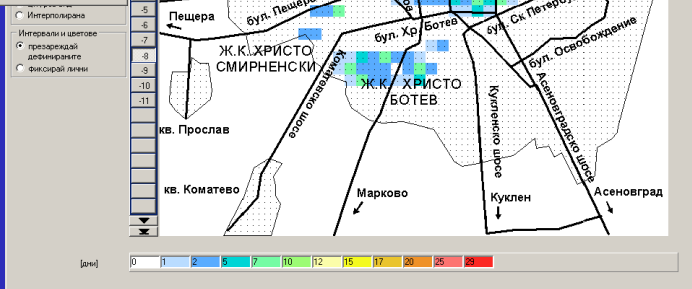 Интерполирана
Интервали и цветове
презареждай
дефинираните
фиксирай лични
-5
-6
-7
-8
-9
-10
-11
Пещера
бул. Пещерс
бул. Хр. Ботев
бул. Ск Петеро
бул. Освобождение
Ж.К. ХРИСТО
СМИРНЕНСКИ
Коматевско шосе
Ж.К. ХРИСТО
БОТЕВ
Кукленско шосе
Асеновградско шосе
кв. Прослав
кв. Коматево
Марково
Куклен
Асеновград
[дни]
0 1 2 5 7 10 12 15 17 20 25 29